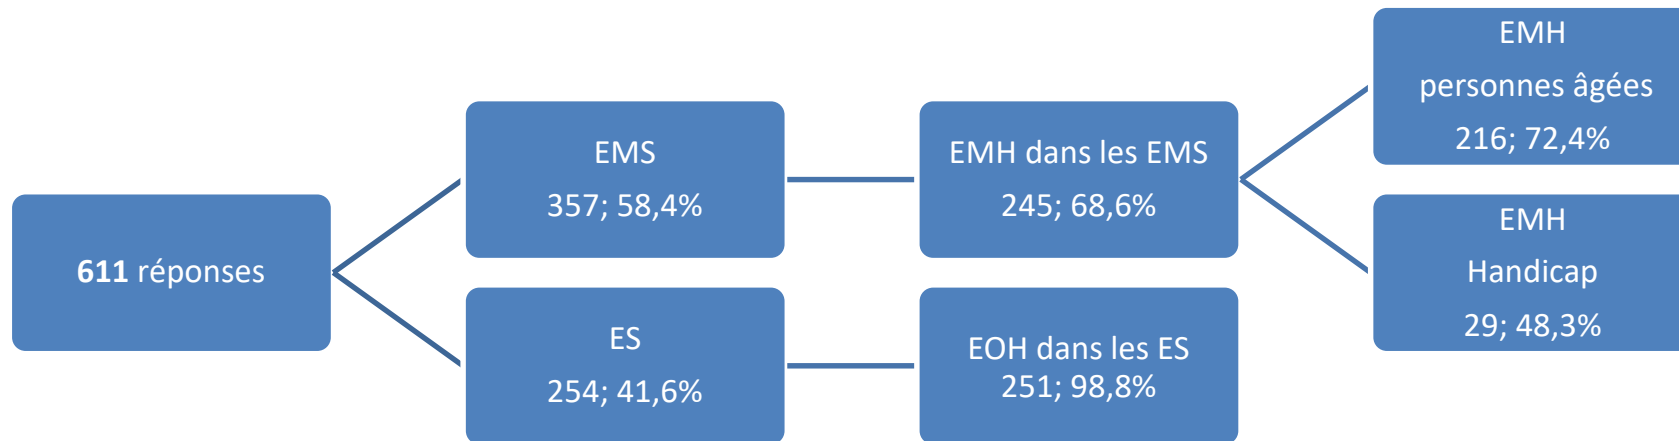 611 réponses
EMS
357; 58,4%
ES
254; 41,6%
EMH dans les EMS
245; 68,6%
EOH dans les ES
251; 98,8%
EMH
personnes âgées
216; 72,4%
EMH
Handicap
29; 48,3%